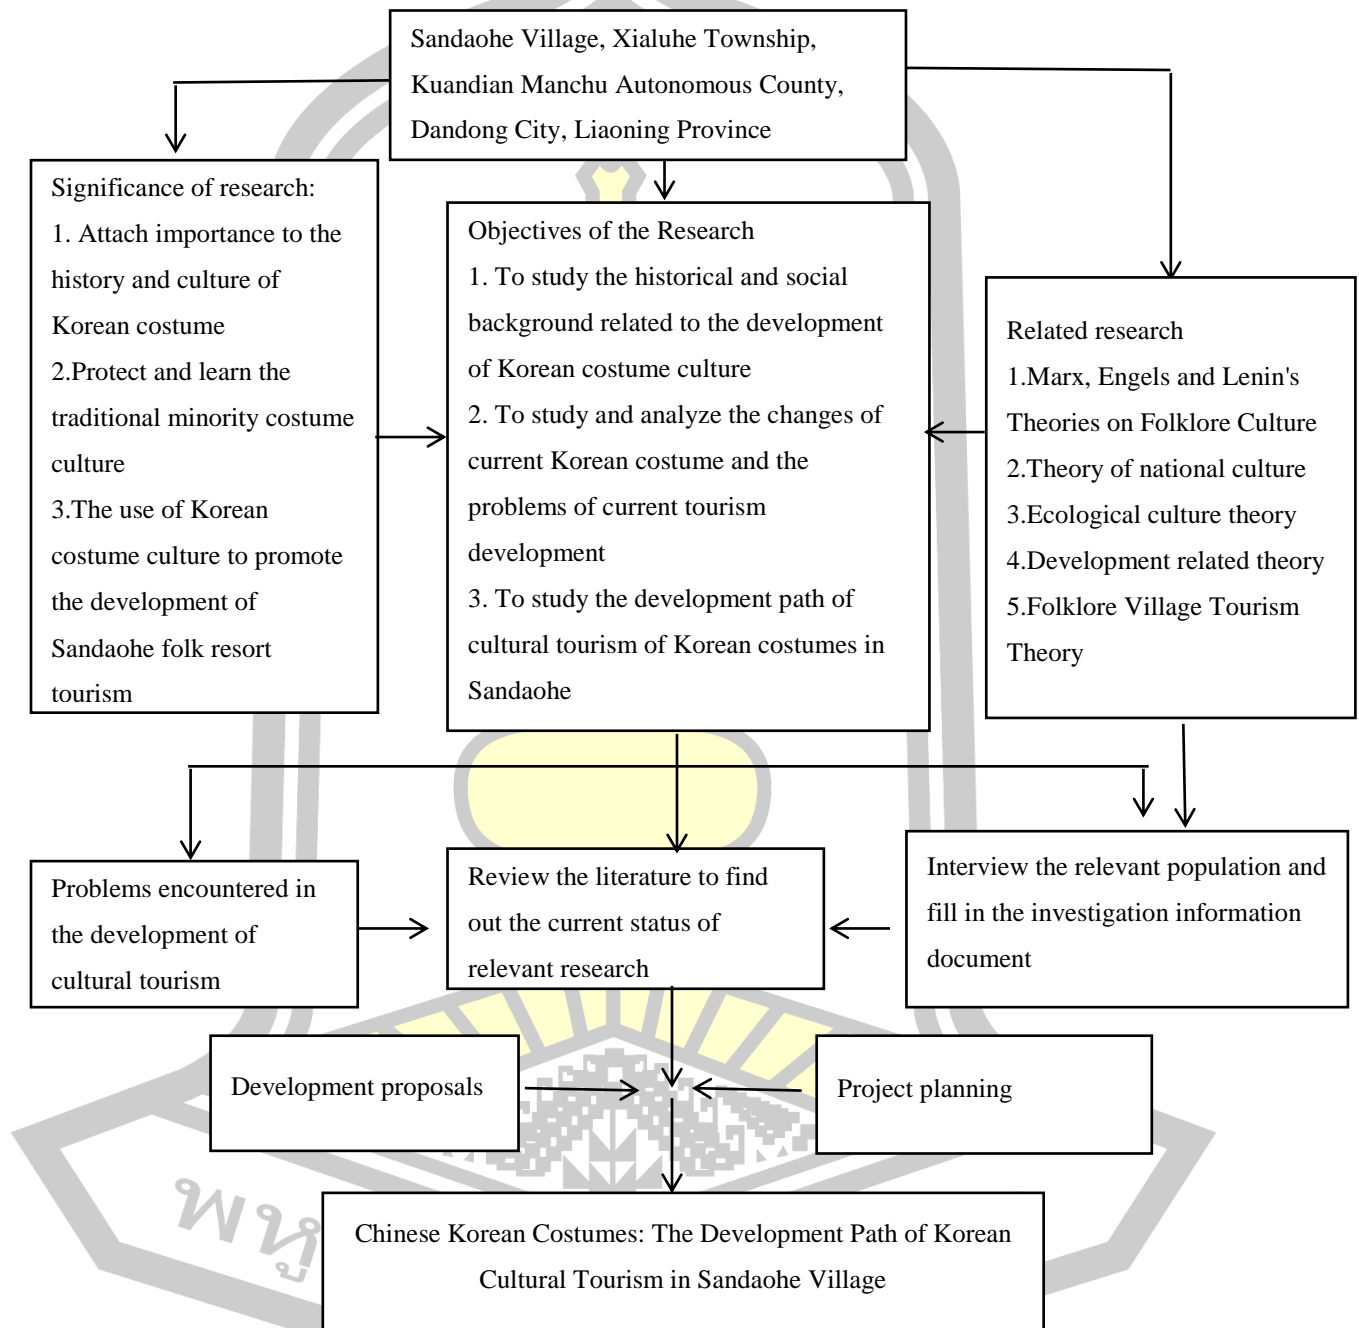 Sandaohe Village, Xialuhe Township,
Kuandian Manchu Autonomous County,
Dandong City, Liaoning Province
Significance of research:
1. Attach importance to the
history and culture of
Korean costume
2.Protect and learn the
traditional minority costume
culture
3.The use of Korean
costume culture to promote
the development of
Sandaohe folk resort
tourism
Objectives of the Research
1. To study the historical and social
background related to the development
of Korean costume culture
2. To study and analyze the changes of
current Korean costume and the
problems of current tourism
development
3. To study the development path of
cultural tourism of Korean costumes in
Sandaohe
Related research
1.Marx, Engels and Lenin's
Theories on Folklore Culture
2.Theory of national culture
3.Ecological culture theory
4.Development related theory
5.Folklore Village Tourism
Theory
Problems encountered in
the development of
cultural tourism
Review the literature to find
out the current status of
relevant research
Interview the relevant population and
fill in the investigation information
document
Development proposals
Project planning
พหู
Chinese Korean Costumes: The Development Path of Korean
Cultural Tourism in Sandaohe Village